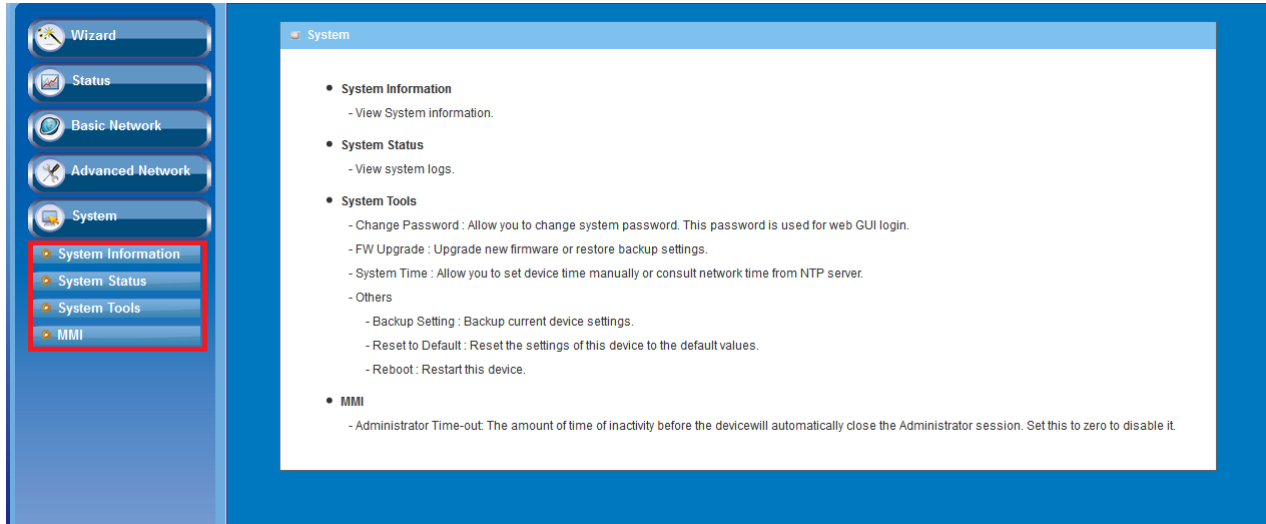 Wizard
Status
Basic Network
Advanced Network
System
System Information
System Status
System Tools
MMI
System
• System Information
- View System information.
• System Status
- View system logs.
• System Tools
- Change Password : Allow you to change system password. This password is used for web GUI login.
- FW Upgrade : Upgrade new firmware or restore backup settings.
- System Time : Allow you to set device time manually or consult network time from NTP server.
- Others
- Backup Setting : Backup current device settings.
- Reset to Default : Reset the settings of this device to the default values.
- Reboot : Restart this device.
• MMI
- Administrator Time-out: The amount of time of inactivity before the devicewill automatically close the Administrator session. Set this to zero to disable it.